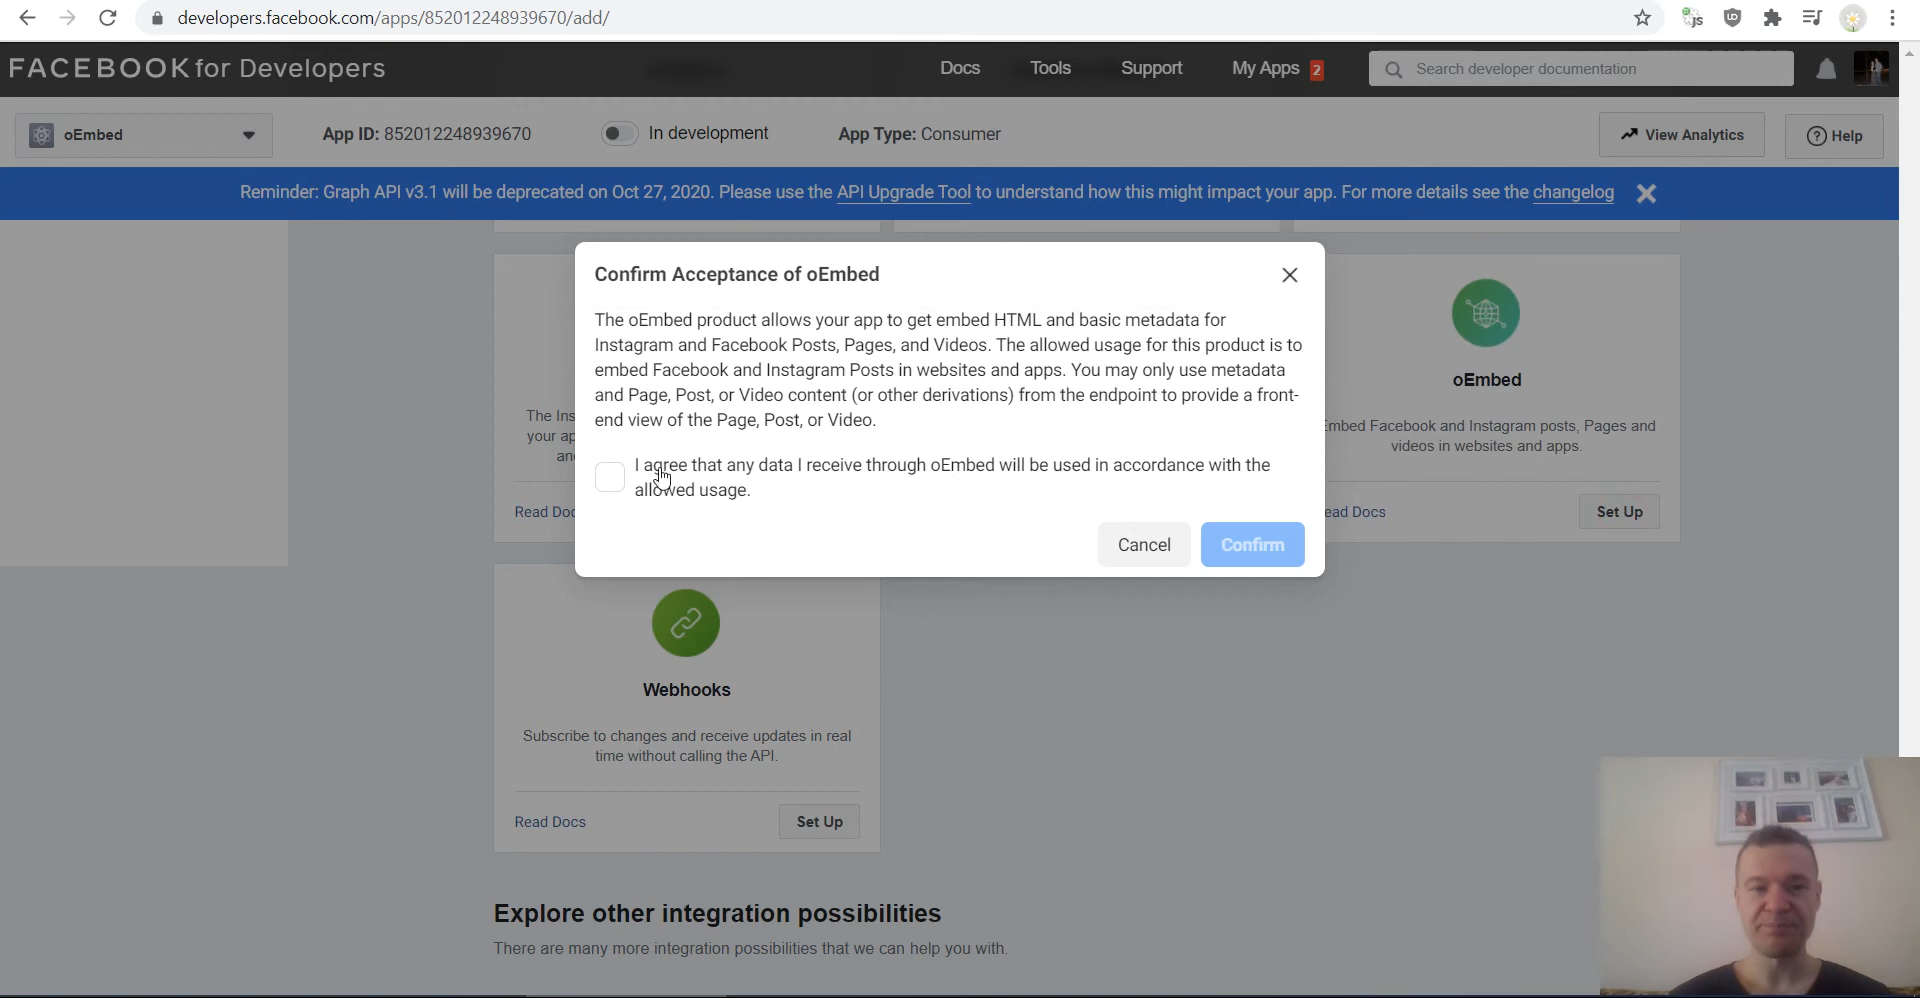 developers.facebook.com/apps/852012248939670/add/
FACEBOOK for Developers
Docs
Tools
Support
My Apps 2
Search developer documentation
oEmbed
App ID: 852012248939670
In development
App Type: Consumer
View Analytics
Help
Reminder: Graph API v3.1 will be deprecated on Oct 27, 2020. Please use the API Upgrade Tool to understand how this might impact your app. For more details see the changelog
Confirm Acceptance of oEmbed
The oEmbed product allows your app to get embed HTML and basic metadata for
Instagram and Facebook Posts, Pages, and Videos. The allowed usage for this product is to
embed Facebook and Instagram Posts in websites and apps. You may only use metadata
and Page, Post, or Video content (or other derivations) from the endpoint to provide a front-
end view of the Page, Post, or Video.
I agree that any data I receive through oEmbed will be used in accordance with the
allowed usage.
Cancel
Confirm
The Ins
your ap
an
Read Doc
oEmbed
Embed Facebook and Instagram posts, Pages and
videos in websites and apps.
ead Docs
Set Up
Webhooks
Subscribe to changes and receive updates in real
time without calling the API.
Read Docs
Set Up
Explore other integration possibilities
There are many more integration possibilities that we can help you with.